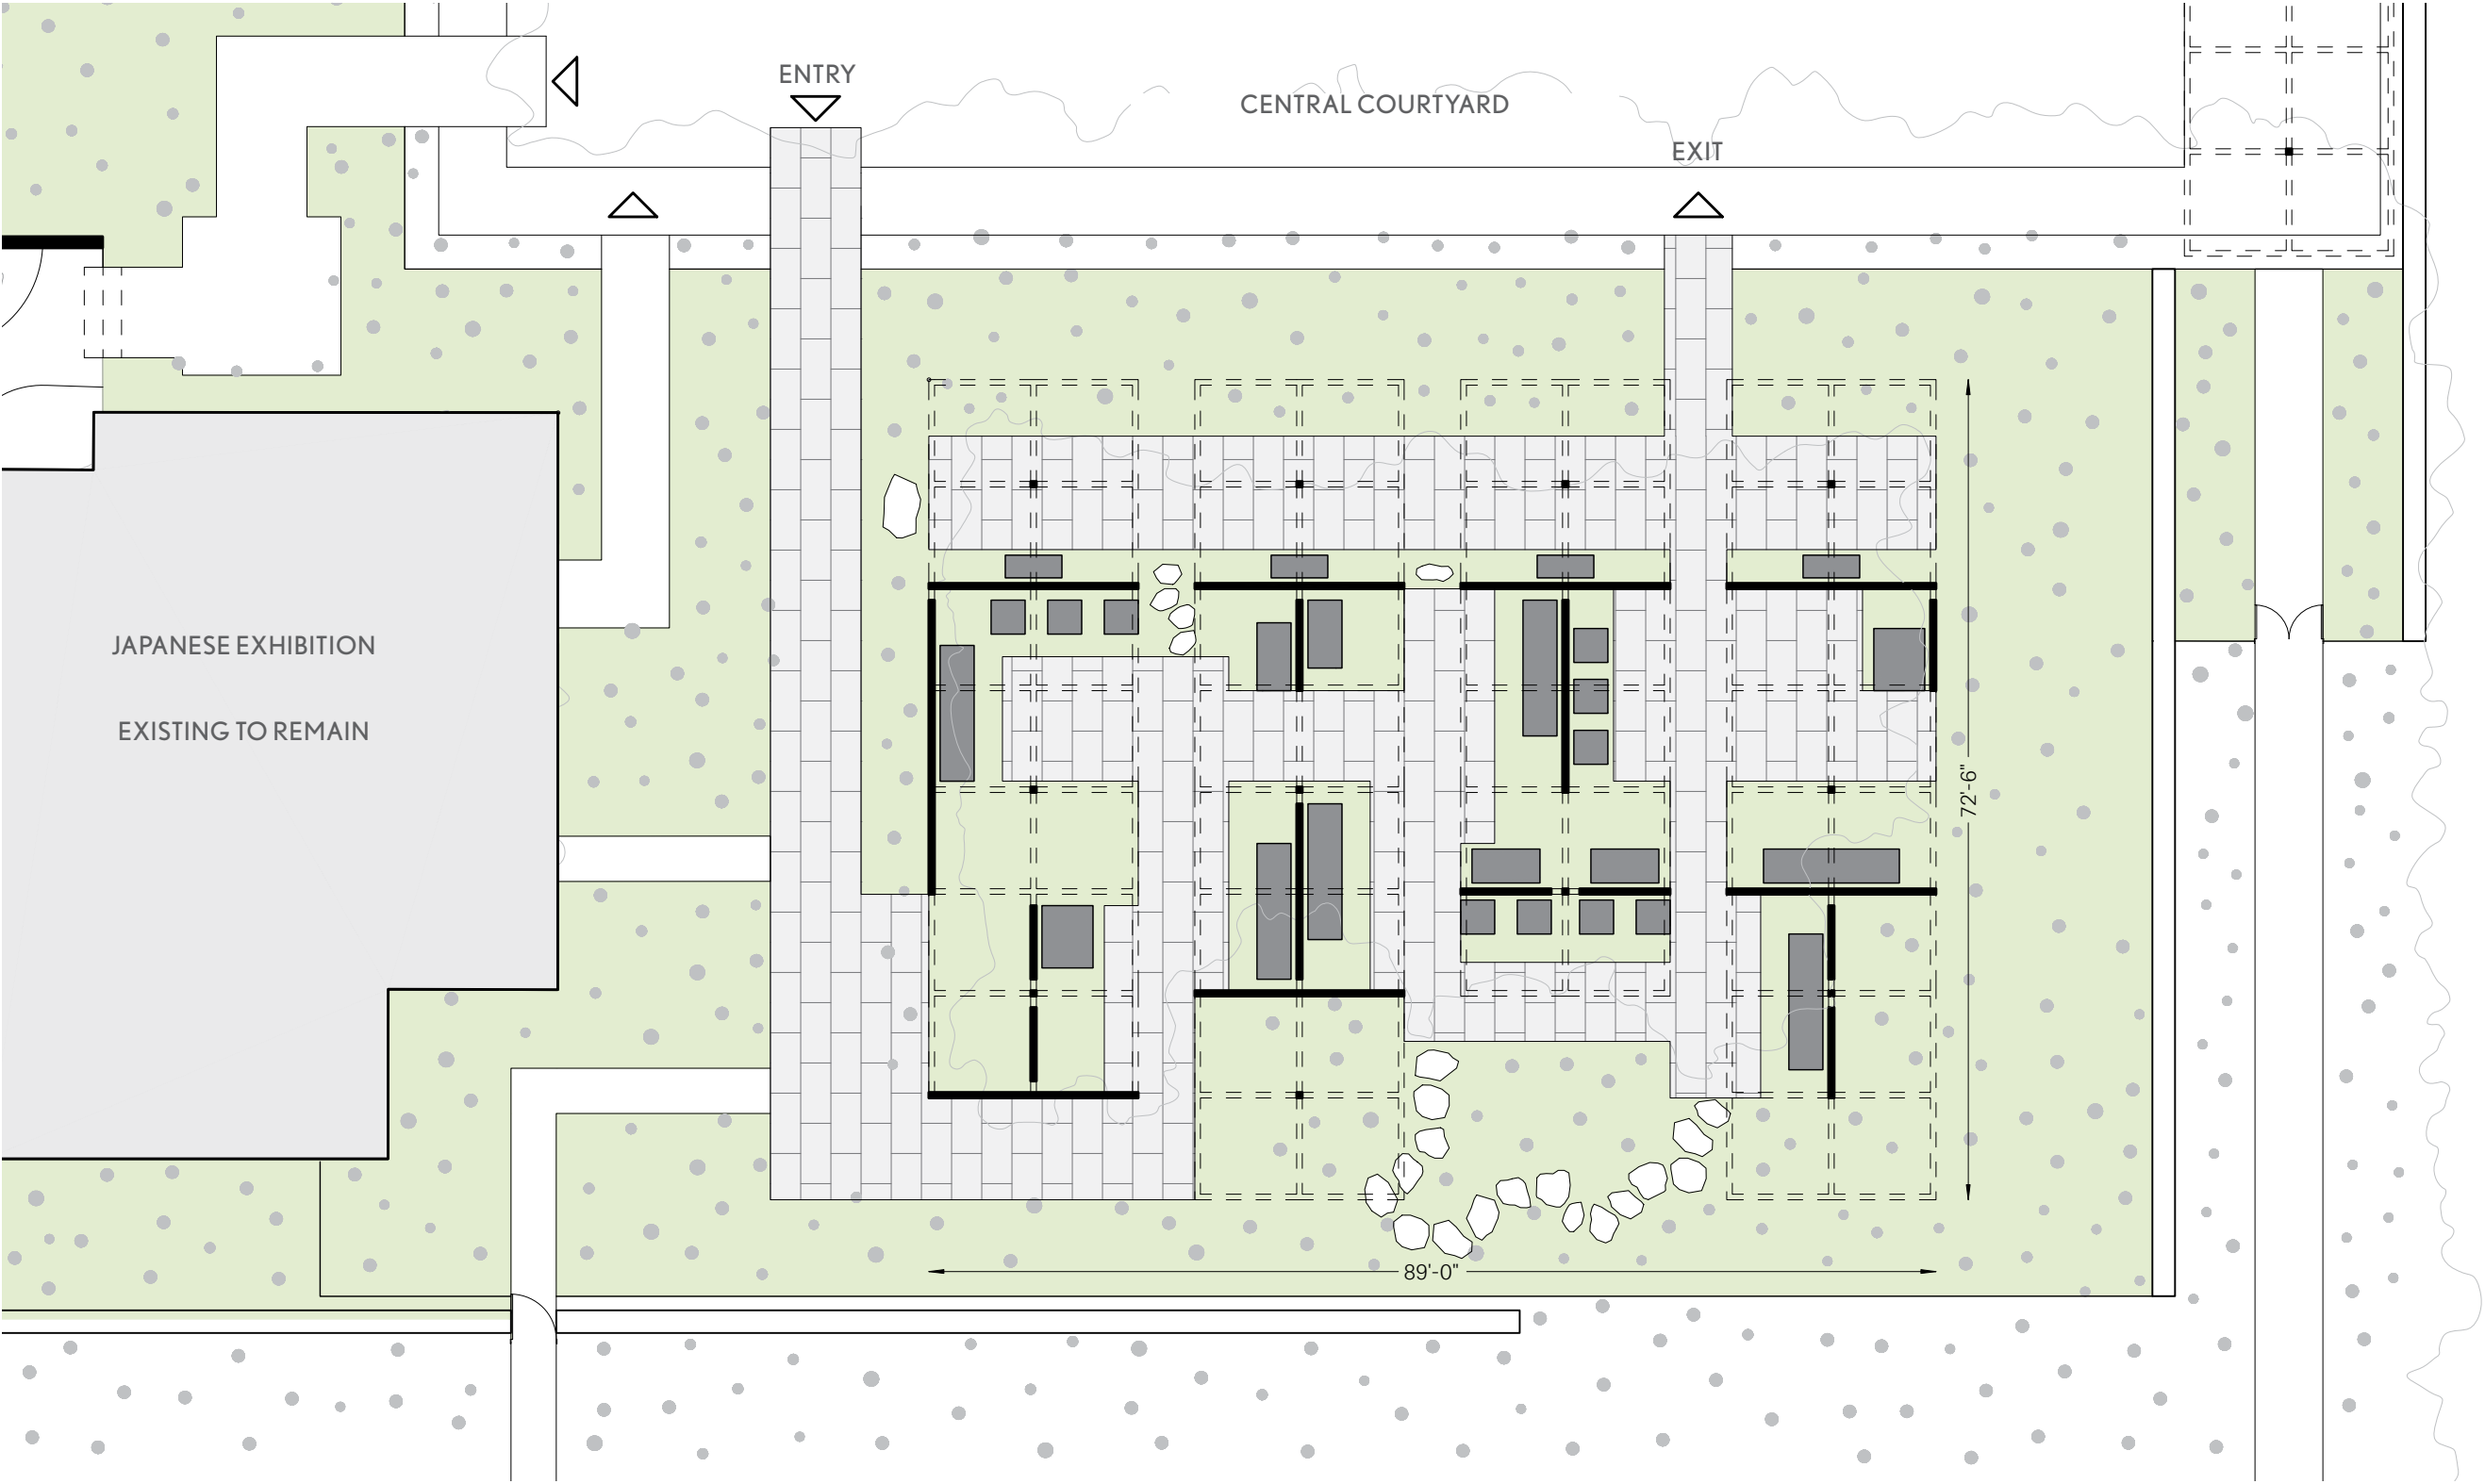 ENTRY
CENTRAL COURTYARD
EXIT
JAPANESE EXHIBITION
EXISTING TO REMAIN
72'-6"
89'-0"